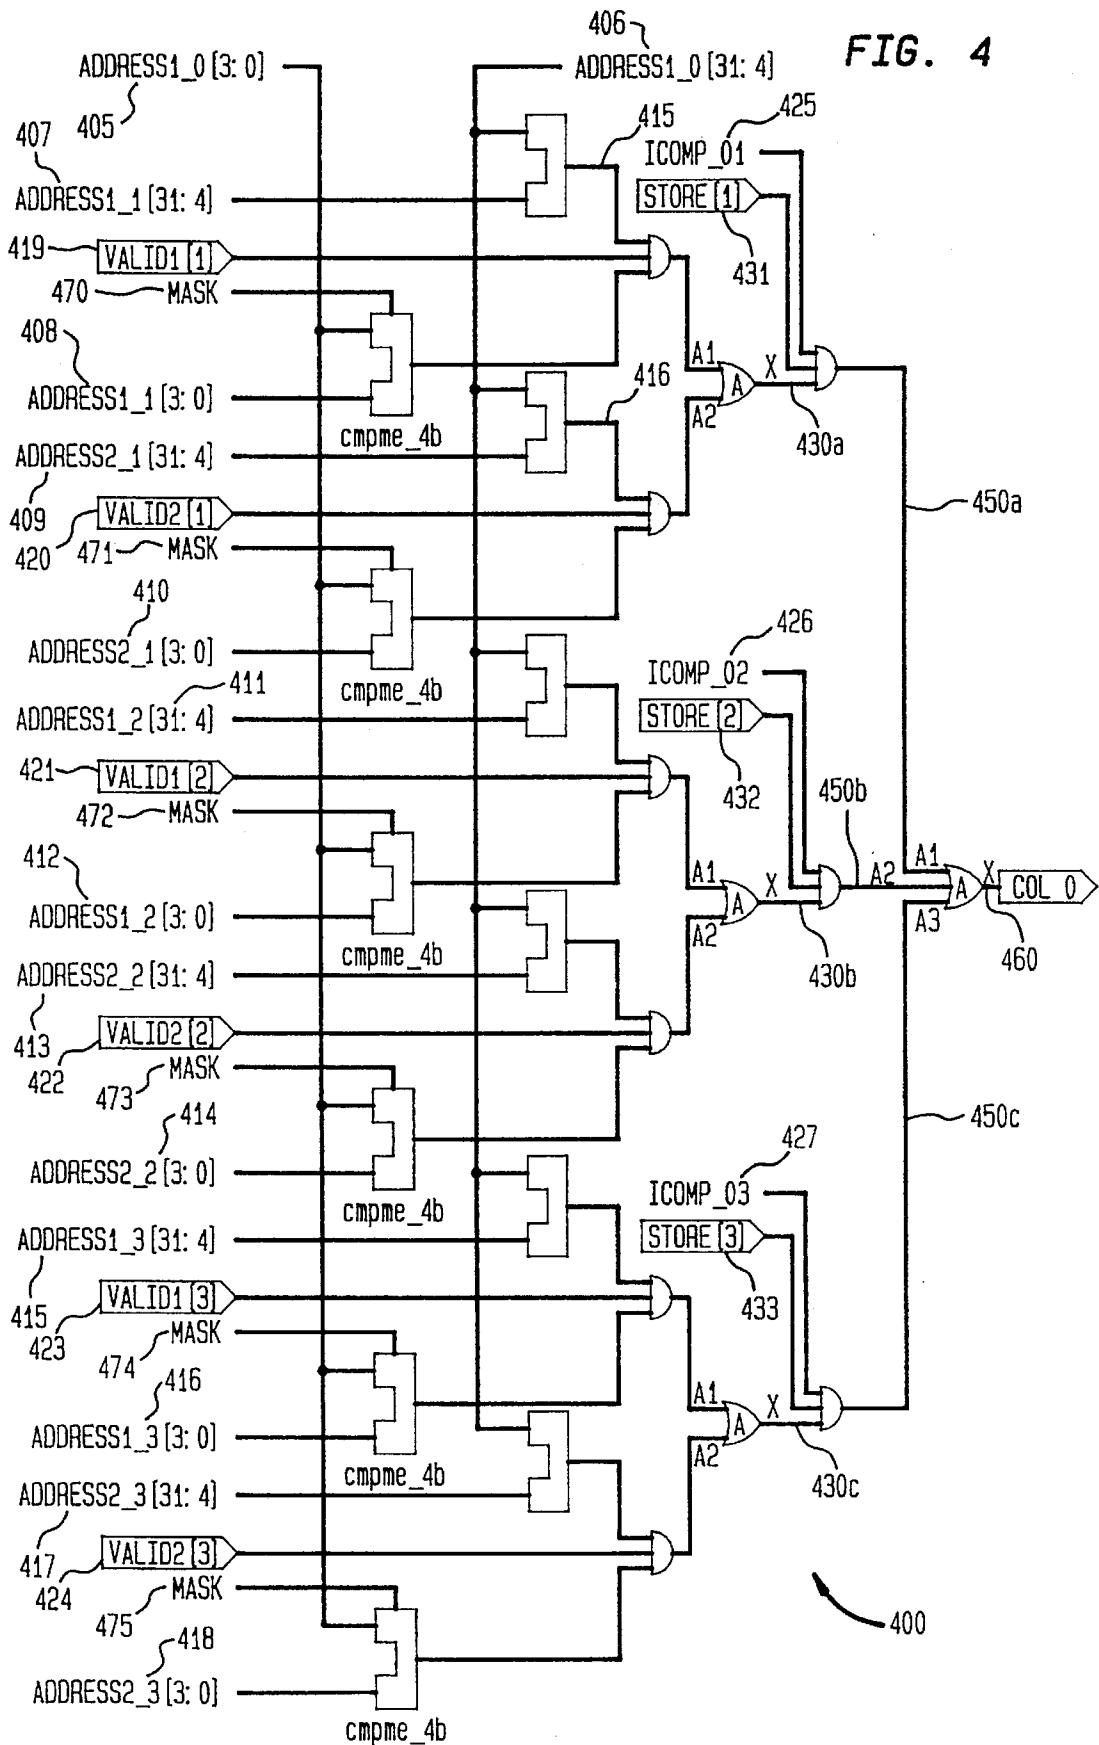 FIG. 4
406
ADDRESS1_0 [3: 0]
ADDRESS1_0 [31: 4]
405
425
407
415
ICOMP_01
ADDRESS1_1 [31: 4]
STORE [1]
419
VALID1 [1]
431
470
MASK
408
A1
X
416
A
ADDRESS1_1 [3: 0]
A2
430a
cmpme_4b
ADDRESS2_1 [31: 4]
409
450a
VALID2 [1]
420
471
MASK
410
426
ADDRESS2_1 [3: 0]
ICOMP_02
411
cmpme_4b
ADDRESS1_2 [31: 4]
STORE [2]
421
VALID1 [2]
432
450b
472
MASK
412
A1
A1
X
A2
X
A
A
COL 0
ADDRESS1_2 [3: 0]
A2
A3
cmpme_4b
430b
460
ADDRESS2_2 [31: 4]
413
VALID2 [2]
422
473
MASK
414
450c
427
ADDRESS2_2 [3: 0]
ICOMP_03
cmpme_4b
ADDRESS1_3 [31: 4]
STORE [3]
415
VALID1 [3]
433
423
474
MASK
416
A1
X
A
ADDRESS1_3 [3: 0]
A2
cmpme_4b
430c
ADDRESS2_3 [31: 4]
417
VALID2 [3]
424
MASK
475
400
418
ADDRESS2_3 [3: 0]
cmpme_4b